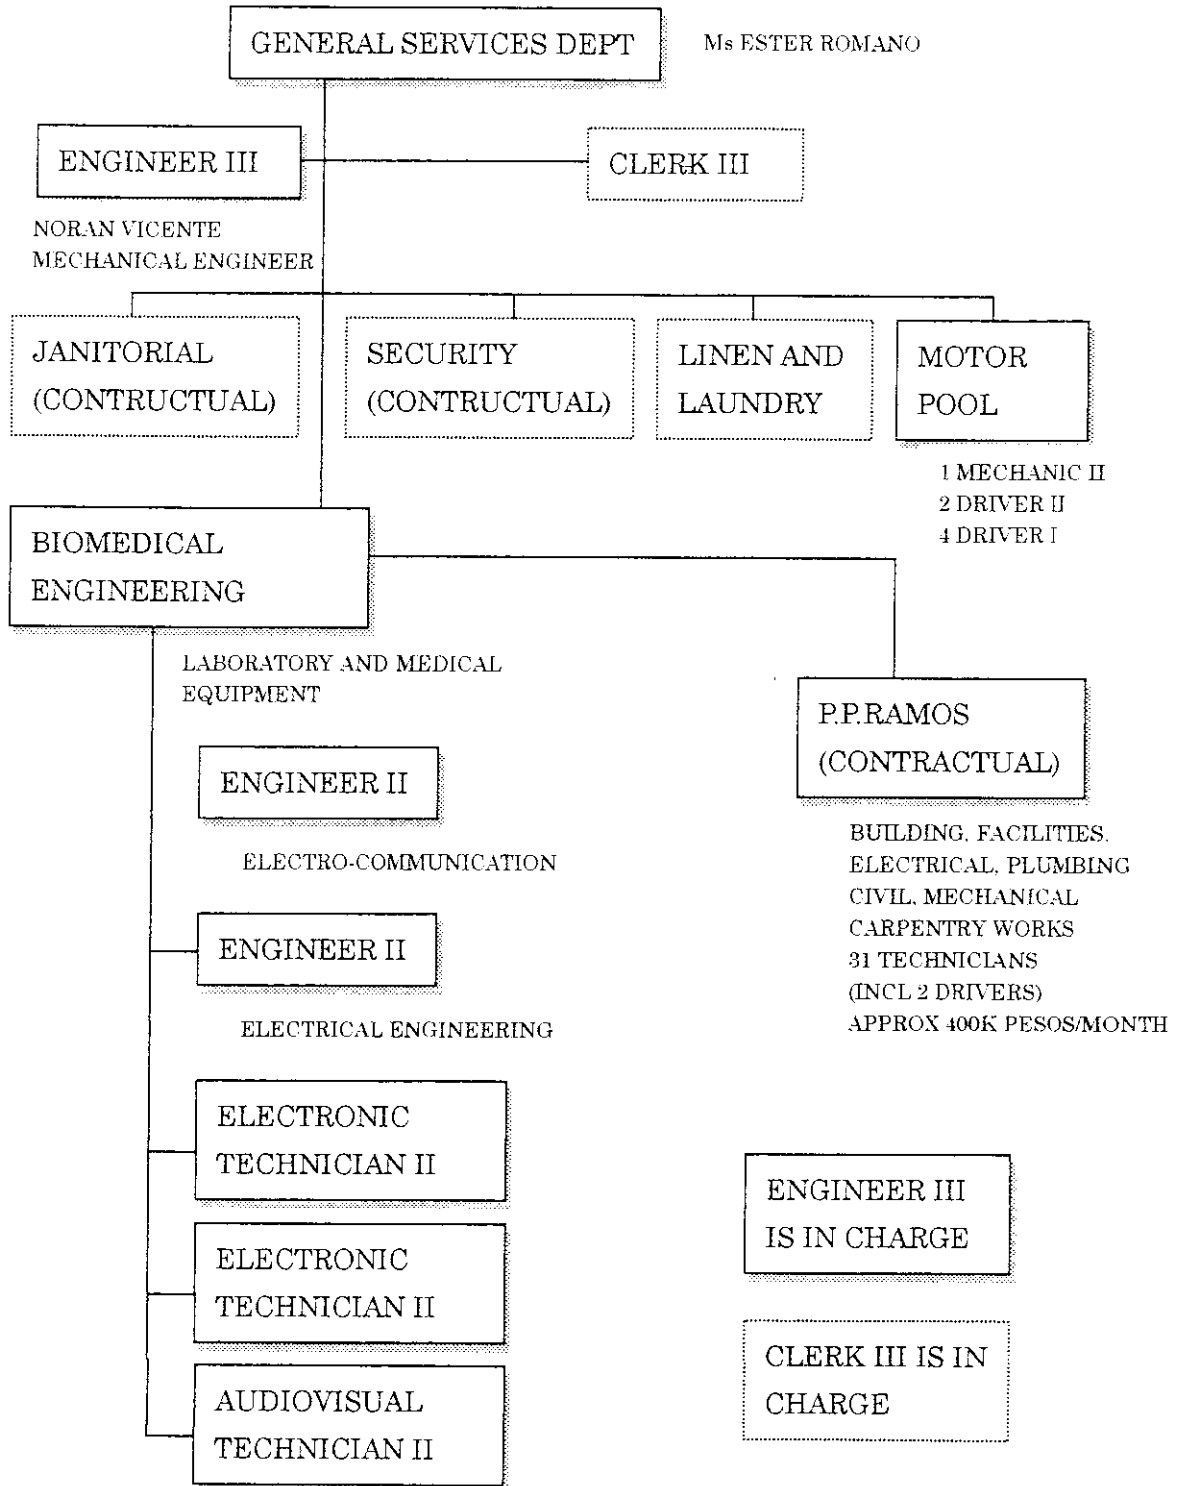 GENERAL SERVICES DEPT
Ms ESTER ROMANO
ENGINEER III
CLERK III
NORAN VICENTE
MECHANICAL ENGINEER
JANITORIAL
(CONTRUCTUAL)
SECURITY
(CONTRUCTUAL)
LINEN AND
LAUNDRY
MOTOR
POOL
1 MECHANIC II
2 DRIVER II
4 DRIVER I
BIOMEDICAL
ENGINEERING
LABORATORY AND MEDICAL
EQUIPMENT
P.P.RAMOS
(CONTRACTUAL)
BUILDING, FACILITIES.
ELECTRICAL, PLUMBING
CIVIL, MECHANICAL
CARPENTRY WORKS
31 TECHNICIANS
(INCL 2 DRIVERS)
APPROX 400K PESOS/MONTH
ENGINEER II
ELECTRO-COMMUNICATION
ENGINEER II
ELECTRICAL ENGINEERING
ELECTRONIC
TECHNICIAN II
ELECTRONIC
TECHNICIAN II
AUDIOVISUAL
TECHNICIAN II
ENGINEER III
IS IN CHARGE
CLERK III IS IN
CHARGE